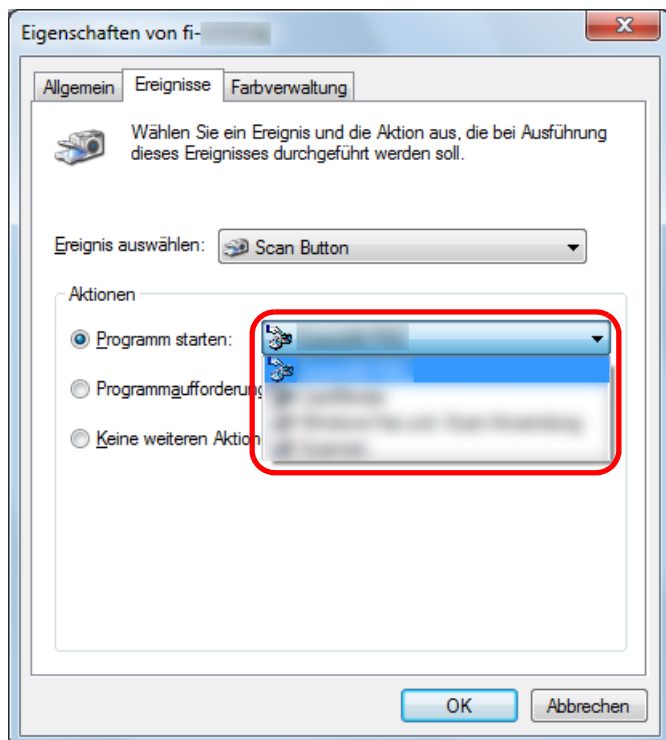 Eigenschaften von fi-
Allgemein Ereignisse Farbverwaltung
Wählen Sie ein Ereignis und die Aktion aus, die bei Ausführung
dieses Ereignisses durchgeführt werden soll.
Ereignis auswählen: Scan Button
Aktionen
Programm starten:
Programmaufforderung
Keine weiteren Aktione
OK Abbrechen